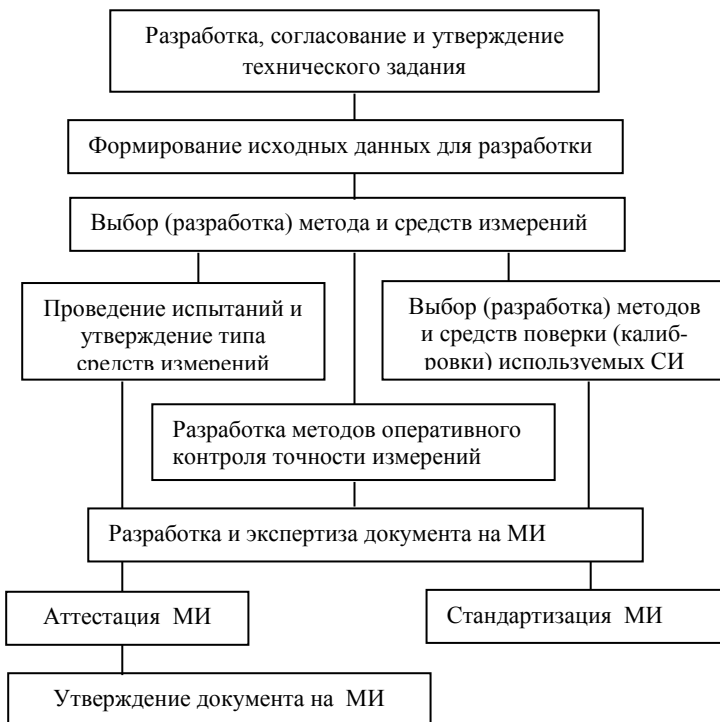 Разработка, согласование и утверждение
технического задания
Формирование исходных данных для разработки
Выбор (разработка) метода и средств измерений
Проведение испытаний и
утверждение типа
средств измерений
Выбор (разработка) методов
и средств поверки (калиб-
ровки) используемых СИ
Разработка методов оперативного
контроля точности измерений
Разработка и экспертиза документа на МИ
Аттестация МИ
Стандартизация МИ
Утверждение документа на МИ